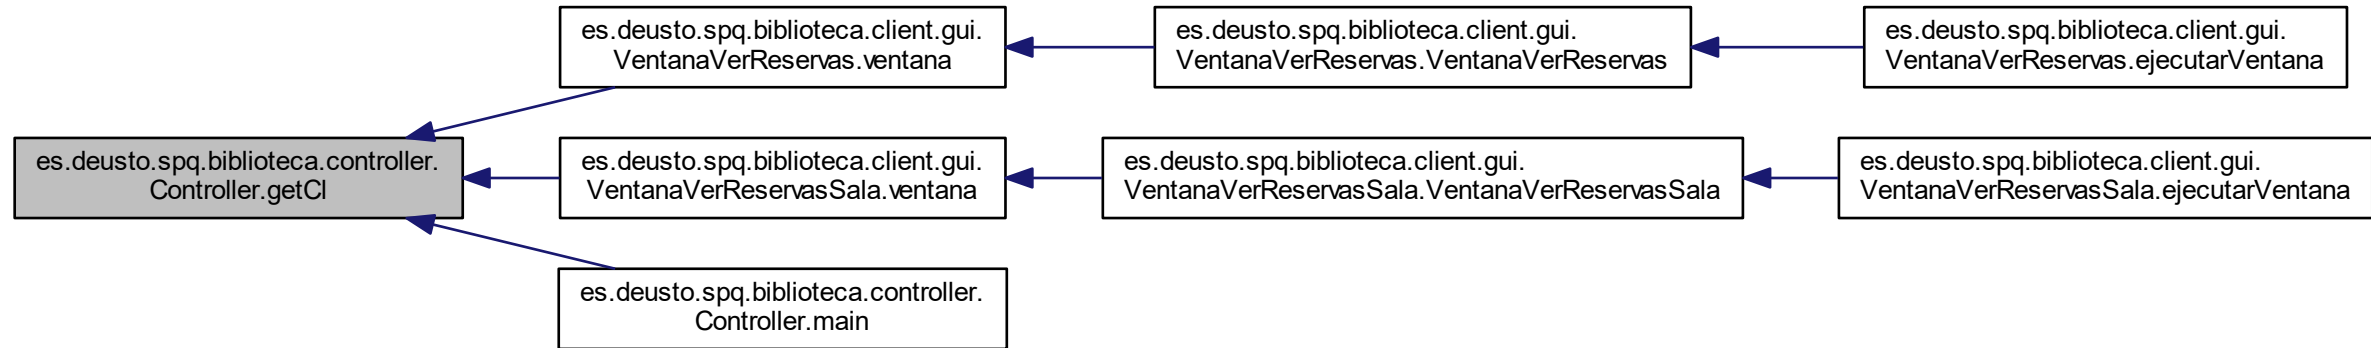 es.deusto.spq.biblioteca.client.gui.
VentanaVerReservas.ventana
es.deusto.spq.biblioteca.client.gui.
VentanaVerReservas.VentanaVerReservas
es.deusto.spq.biblioteca.client.gui.
VentanaVerReservas.ejecutarVentana
es.deusto.spq.biblioteca.controller.
Controller.getCl
es.deusto.spq.biblioteca.client.gui.
VentanaVerReservasSala.ventana
es.deusto.spq.biblioteca.client.gui.
VentanaVerReservasSala.VentanaVerReservasSala
es.deusto.spq.biblioteca.client.gui.
VentanaVerReservasSala.ejecutarVentana
es.deusto.spq.biblioteca.controller.
Controller.main